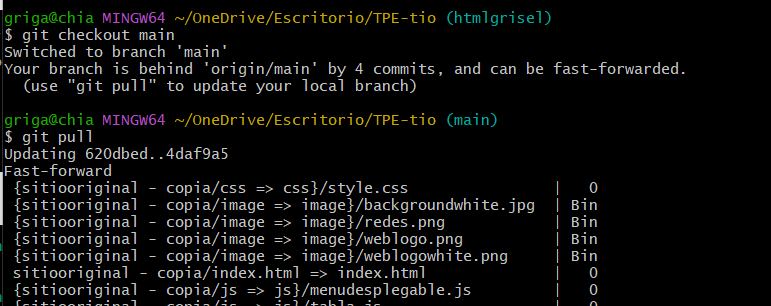 griga@chia MINGW64 ~/OneDrive/Escritorio/TPE-tio (htmlgrisel)
$ git checkout main
Switched to branch 'main'
Your branch is behind 'origin/main' by 4 commits, and can be fast-forwarded.
  (use "git pull" to update your local branch)

griga@chia MINGW64 ~/OneDrive/Escritorio/TPE-tio (main)
$ git pull
Updating 620dbed..4daf9a5
Fast-forward
 {sitiooriginal - copia/css => css}/style.css              |   0
 {sitiooriginal - copia/image => image}/backgroundwhite.jpg  | Bin
 {sitiooriginal - copia/image => image}/redes.png          | Bin
 {sitiooriginal - copia/image => image}/weblogo.png        | Bin
 {sitiooriginal - copia/image => image}/weblogowhite.png   | Bin
 sitiooriginal - copia/index.html => index.html            |   0
 {sitiooriginal - copia/js => js}/menudesplegable.js       |   0
 {sitiooriginal - copia/js => js}/tabla.js                 |   0